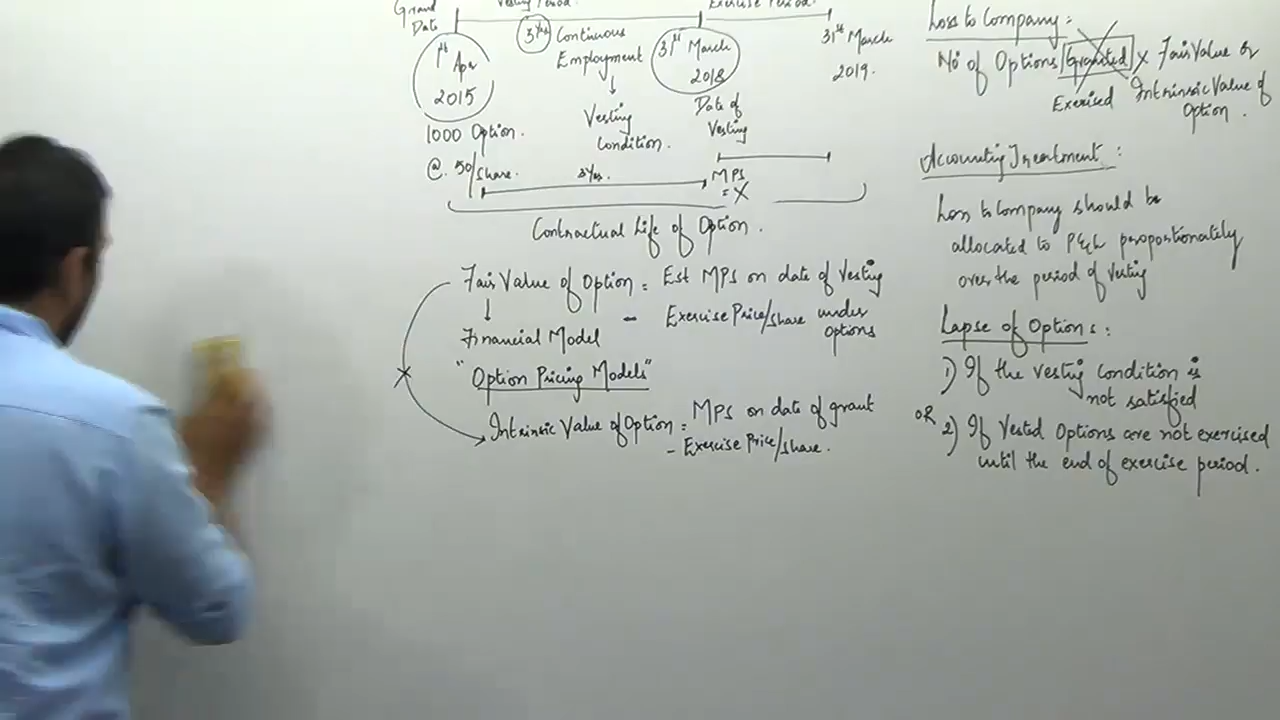 Grand
Date
Vesting Period.
Exercise Period.
1st Apr
2015
3 Yrs Continuous
Employment
Vesting
Condition.
31st March
2018
Date of
Vesting
31st March
2019.
1000 Option.
@ 50/share.
3Yrs.
MPS
= X
Contractual Life of Option.
Fair Value of Option = Est MPS on date of Vesting
- Exercise Price/share under
options
Financial Model
"Option Pricing Models"
Intrinsic Value of Option = MPS on date of grant
- Exercise Price/share.
Loss to Company:
No of Options Granted x Fair Value or
Exerised Intrinsic Value of
Option.
Accounting Treatment:
Loss to Company should be
allocated to P&L proportionately
over the period of vesting
Lapse of Options:
1) If the vesting condition is
not satisfied
OR
2) If Vested Options are not exercised
until the end of exercise period.